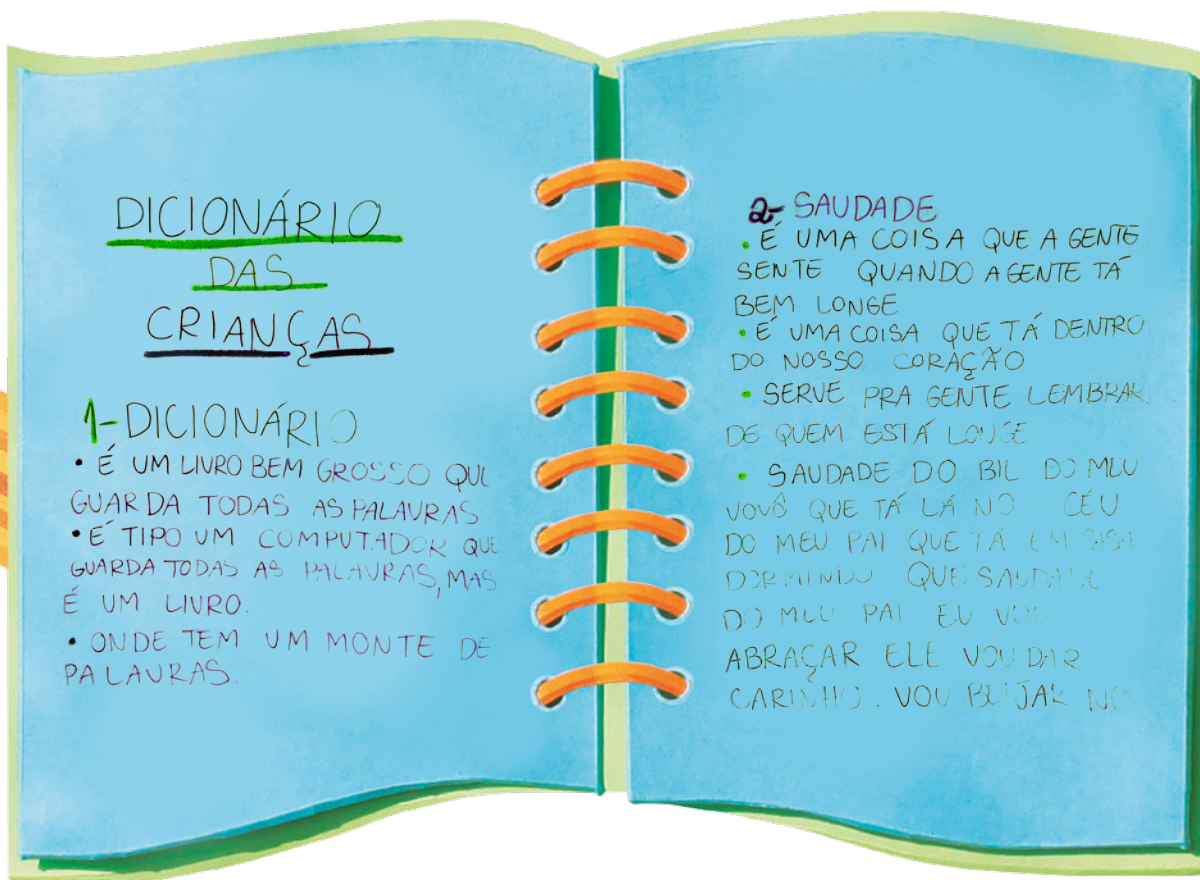 DICIONÁRIO
DAS
CRIANÇAS
1-DICIONÁRIO
• É UM LIVRO BEM GROSSO QUE
GUARDA TODAS AS PALAVRAS
• É TIPO UM COMPUTADOR QUE
GUARDA TODAS AS PALAVRAS, MAS
É UM LIVRO.
• ONDE TEM UM MONTE DE
PALAVRAS.
2- SAUDADE
• É UMA COISA QUE A GENTE
SENTE QUANDO A GENTE TÁ
BEM LONGE
• É UMA COISA QUE TÁ DENTRO
DO NOSSO CORAÇÃO
• SERVE PRA GENTE LEMBRAR
DE QUEM ESTÁ LONGE
• SAUDADE DO BIL DO MEU
VOVÔ QUE TÁ LÁ NO CÉU
DO MEU PAI QUE TÁ EM CASA
DORMINDO QUE SAUDADE
DO MEU PAI EU VOU
ABRAÇAR ELE VOU DAR
CARINHO. VOU BEIJAR NO